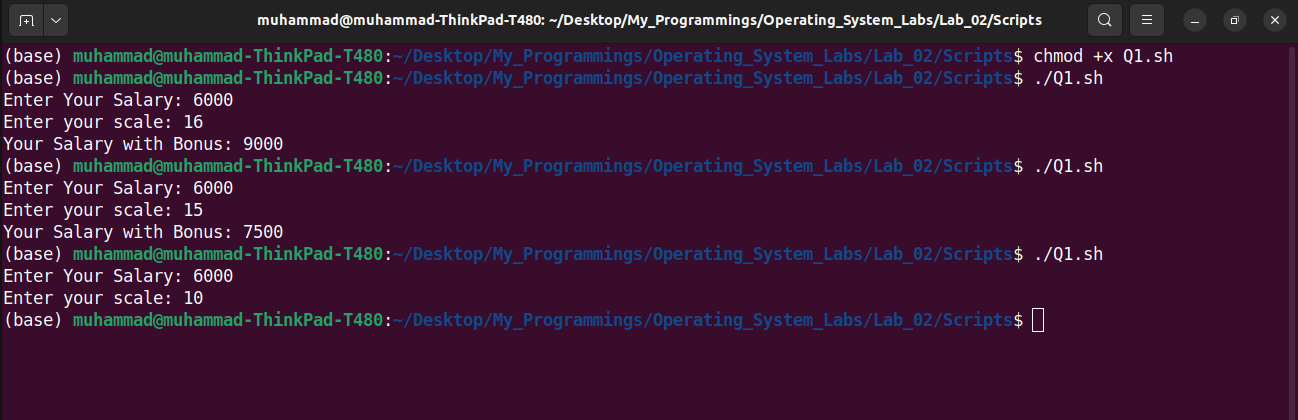 muhammad@muhammad-ThinkPad-T480: ~/Desktop/My_Programmings/Operating_System_Labs/Lab_02/Scripts
(base) muhammad@muhammad-ThinkPad-T480:~/Desktop/My_Programmings/Operating_System_Labs/Lab_02/Scripts$ chmod +x Q1.sh
(base) muhammad@muhammad-ThinkPad-T480:~/Desktop/My_Programmings/Operating_System_Labs/Lab_02/Scripts$ ./Q1.sh
Enter Your Salary: 6000
Enter your scale: 16
Your Salary with Bonus: 9000
(base) muhammad@muhammad-ThinkPad-T480:~/Desktop/My_Programmings/Operating_System_Labs/Lab_02/Scripts$ ./Q1.sh
Enter Your Salary: 6000
Enter your scale: 15
Your Salary with Bonus: 7500
(base) muhammad@muhammad-ThinkPad-T480:~/Desktop/My_Programmings/Operating_System_Labs/Lab_02/Scripts$ ./Q1.sh
Enter Your Salary: 6000
Enter your scale: 10
(base) muhammad@muhammad-ThinkPad-T480:~/Desktop/My_Programmings/Operating_System_Labs/Lab_02/Scripts$